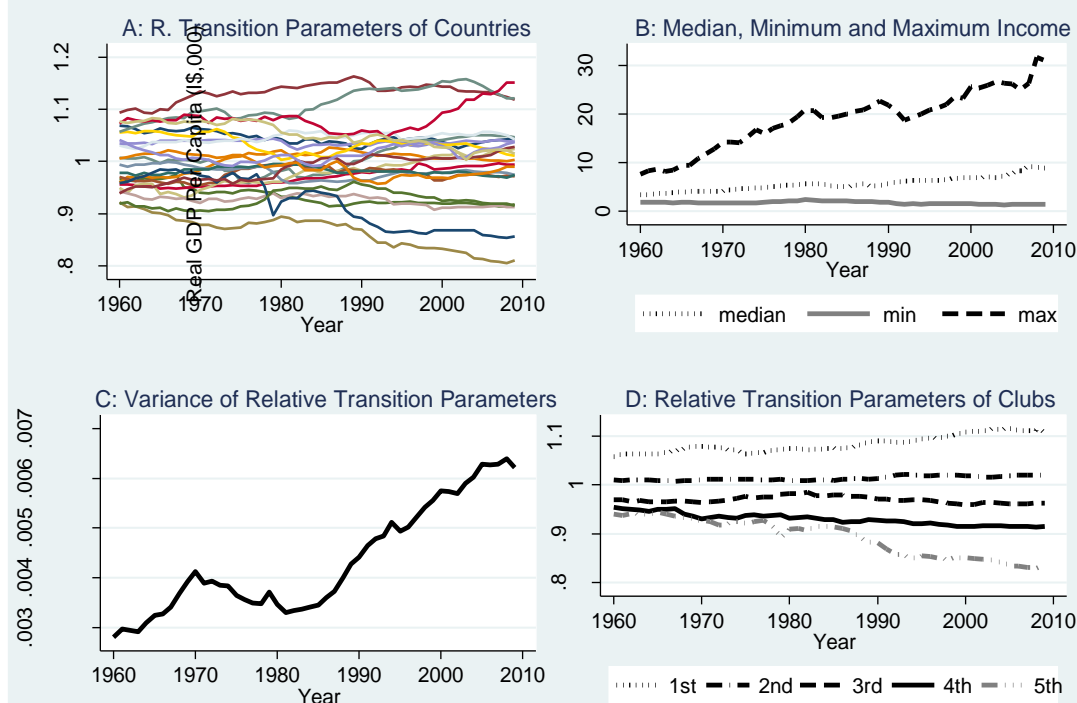 A: R. Transition Parameters of Countries
1.2
1.1
1
.9
.8
Real GDP Per Capita (I$,000)
1960 1970 1980 1990 2000 2010
Year
B: Median, Minimum and Maximum Income
30
20
10
0
1960 1970 1980 1990 2000 2010
Year
median min max
C: Variance of Relative Transition Parameters
.007
.006
.005
.004
.003
1960 1970 1980 1990 2000 2010
Year
D: Relative Transition Parameters of Clubs
1.1
1
.9
.8
1960 1970 1980 1990 2000 2010
Year
1st 2nd 3rd 4th 5th